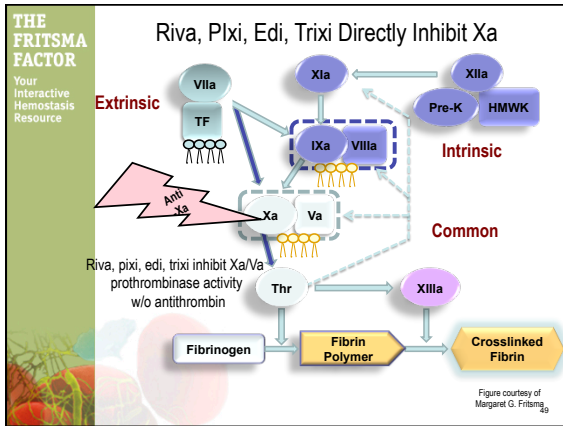 THE
FRITSMA
FACTOR
Your
Interactive
Hemostasis
Resource
Riva, PIxi, Edi, Trixi Directly Inhibit Xa
Extrinsic
VIIa
TF
XIa
XIIa
Pre-K
HMWK
IXa
VIIIa
Intrinsic
Anti
Xa
Xa
Va
Common
Riva, pixi, edi, trixi inhibit Xa/Va
prothrombinase activity
w/o antithrombin
Thr
XIIIa
Fibrinogen
Fibrin
Polymer
Crosslinked
Fibrin
Figure courtesy of
Margaret G. Fritsma
49